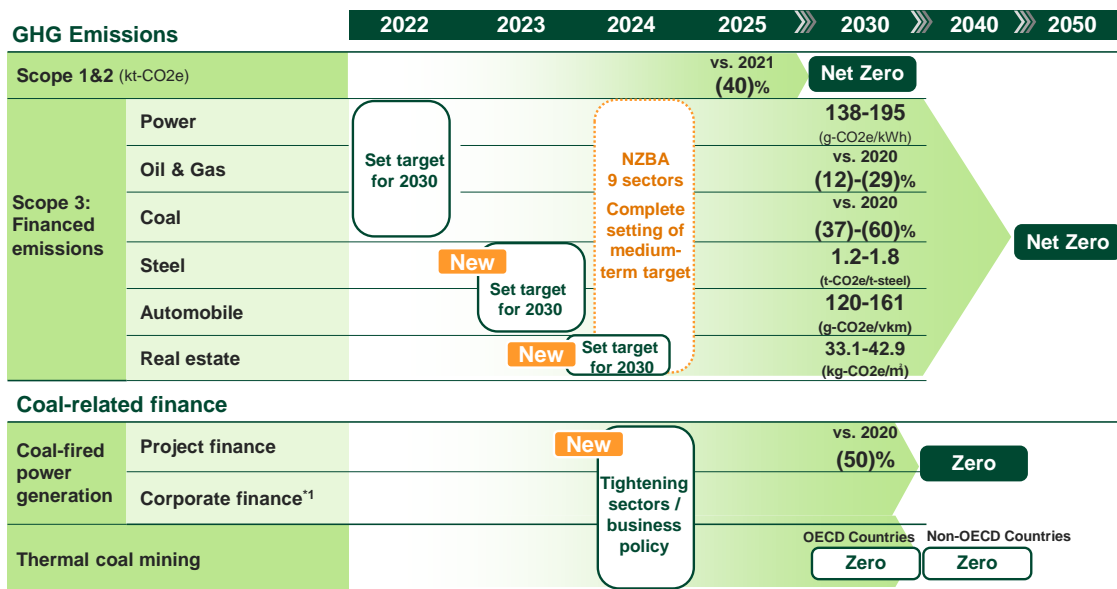 GHG Emissions
2022 2023 2024 2025 2030 2040 2050
Scope 1&2 (kt-CO2e)
vs. 2021
(40)%
Net Zero
Scope 3:
Financed
emissions
Power
138-195
(g-CO2e/kWh)
Oil & Gas
vs. 2020
(12)-(29)%
Coal
vs. 2020
(37)-(60)%
Steel
1.2-1.8
(t-CO2e/t-steel)
Automobile
120-161
(g-CO2e/vkm)
Real estate
33.1-42.9
(kg-CO2e/㎡)
Set target
for 2030
New
Set target
for 2030
New
Set target
for 2030
NZBA
9 sectors
Complete
setting of
medium-
term target
Net Zero
Coal-related finance
Coal-fired
power
generation
Project finance
Corporate finance*1
New
Tightening
sectors /
business
policy
vs. 2020
(50)%
Zero
Thermal coal mining
OECD Countries
Zero
Non-OECD Countries
Zero